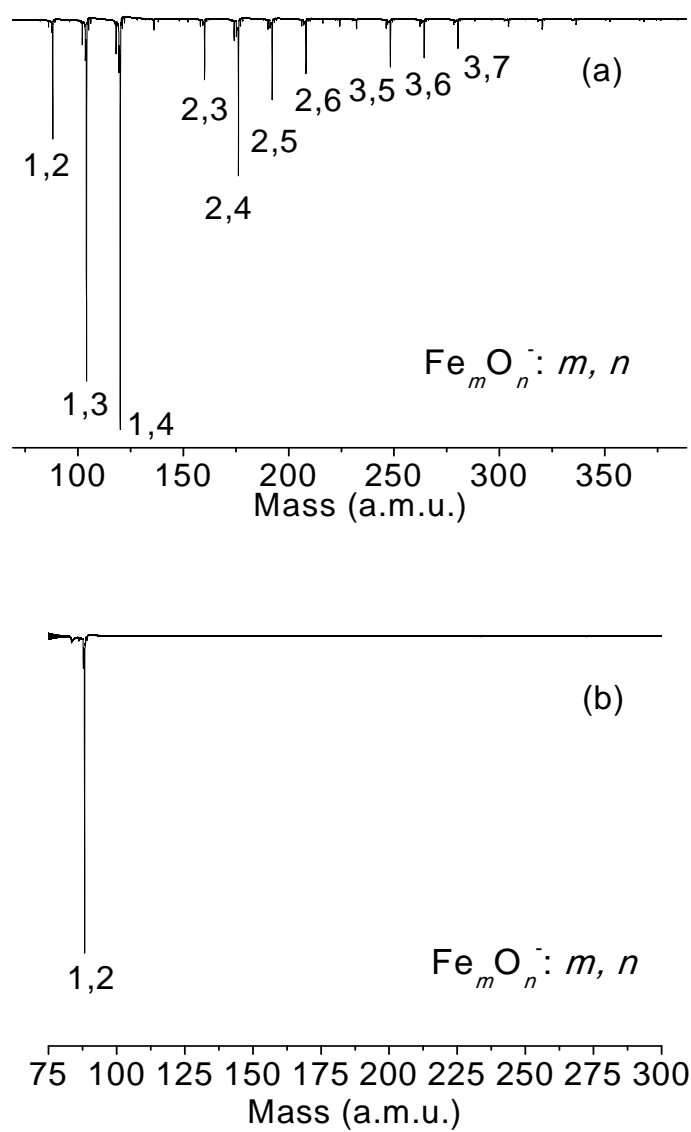 (a)
1,2
2,3
2,4
2,5
2,6
3,5
3,6
3,7
1,3
1,4
FemOn-: m, n
100 150 200 250 300 350
Mass (a.m.u.)
(b)
1,2
FemOn-: m, n
75 100 125 150 175 200 225 250 275 300
Mass (a.m.u.)